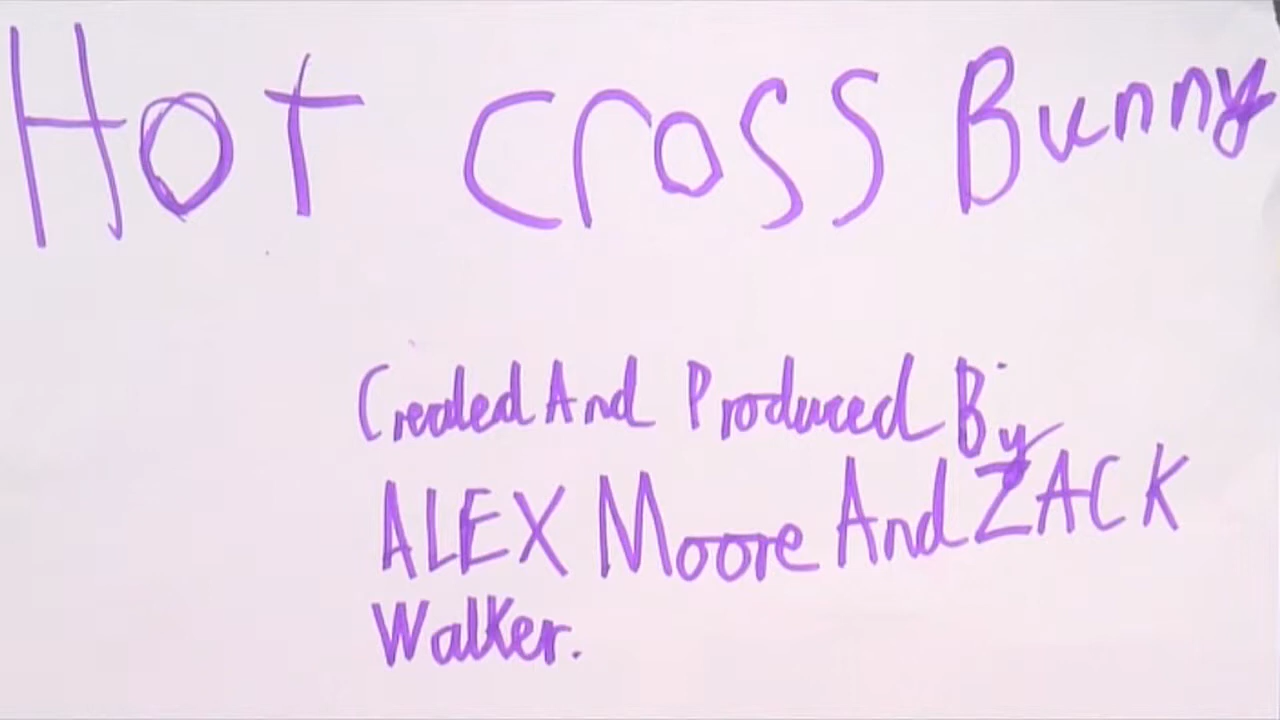 Hot cross Bunny
Created And Produced By
ALEX Moore And ZACK
Walker.